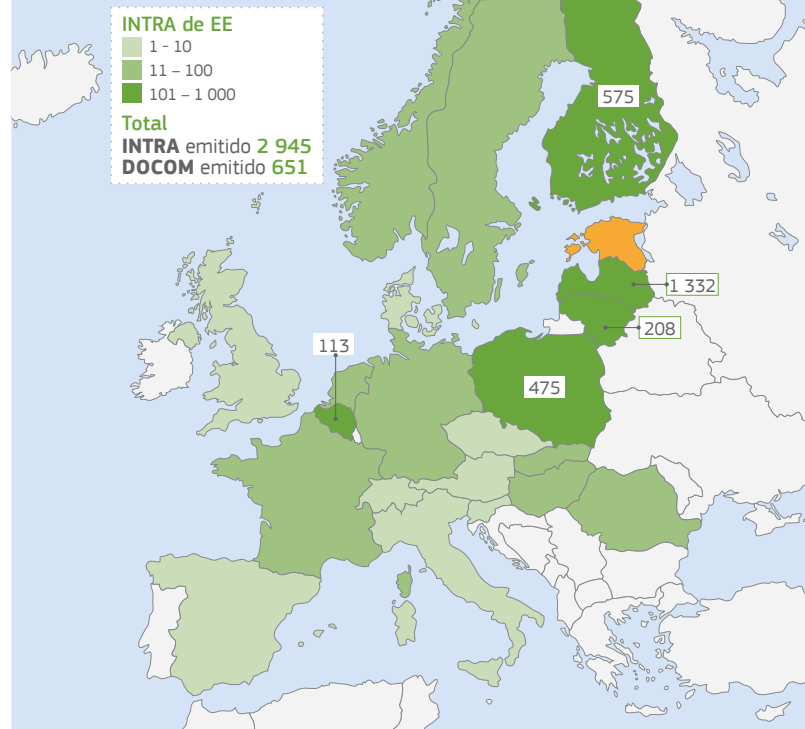 INTRA de EE
1 - 10
11 – 100
101 – 1 000
Total
INTRA emitido 2 945
DOCOM emitido 651
575
1 332
208
113
475